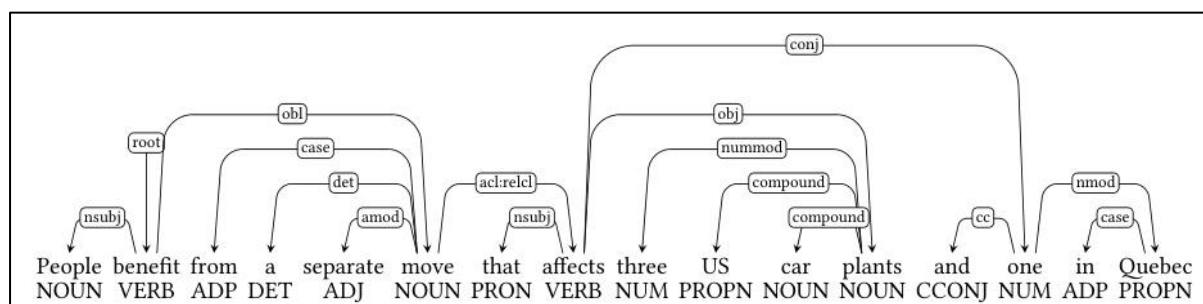 conj
obl obj
root case nummod
det acl:relcl compound nmod
nsubj amod nsubj compound cc case
People benefit from a separate move that affects three US car plants and one in Quebec
NOUN VERB ADP DET ADJ NOUN PRON VERB NUM PROPN NOUN NOUN CCONJ NUM ADP PROPN